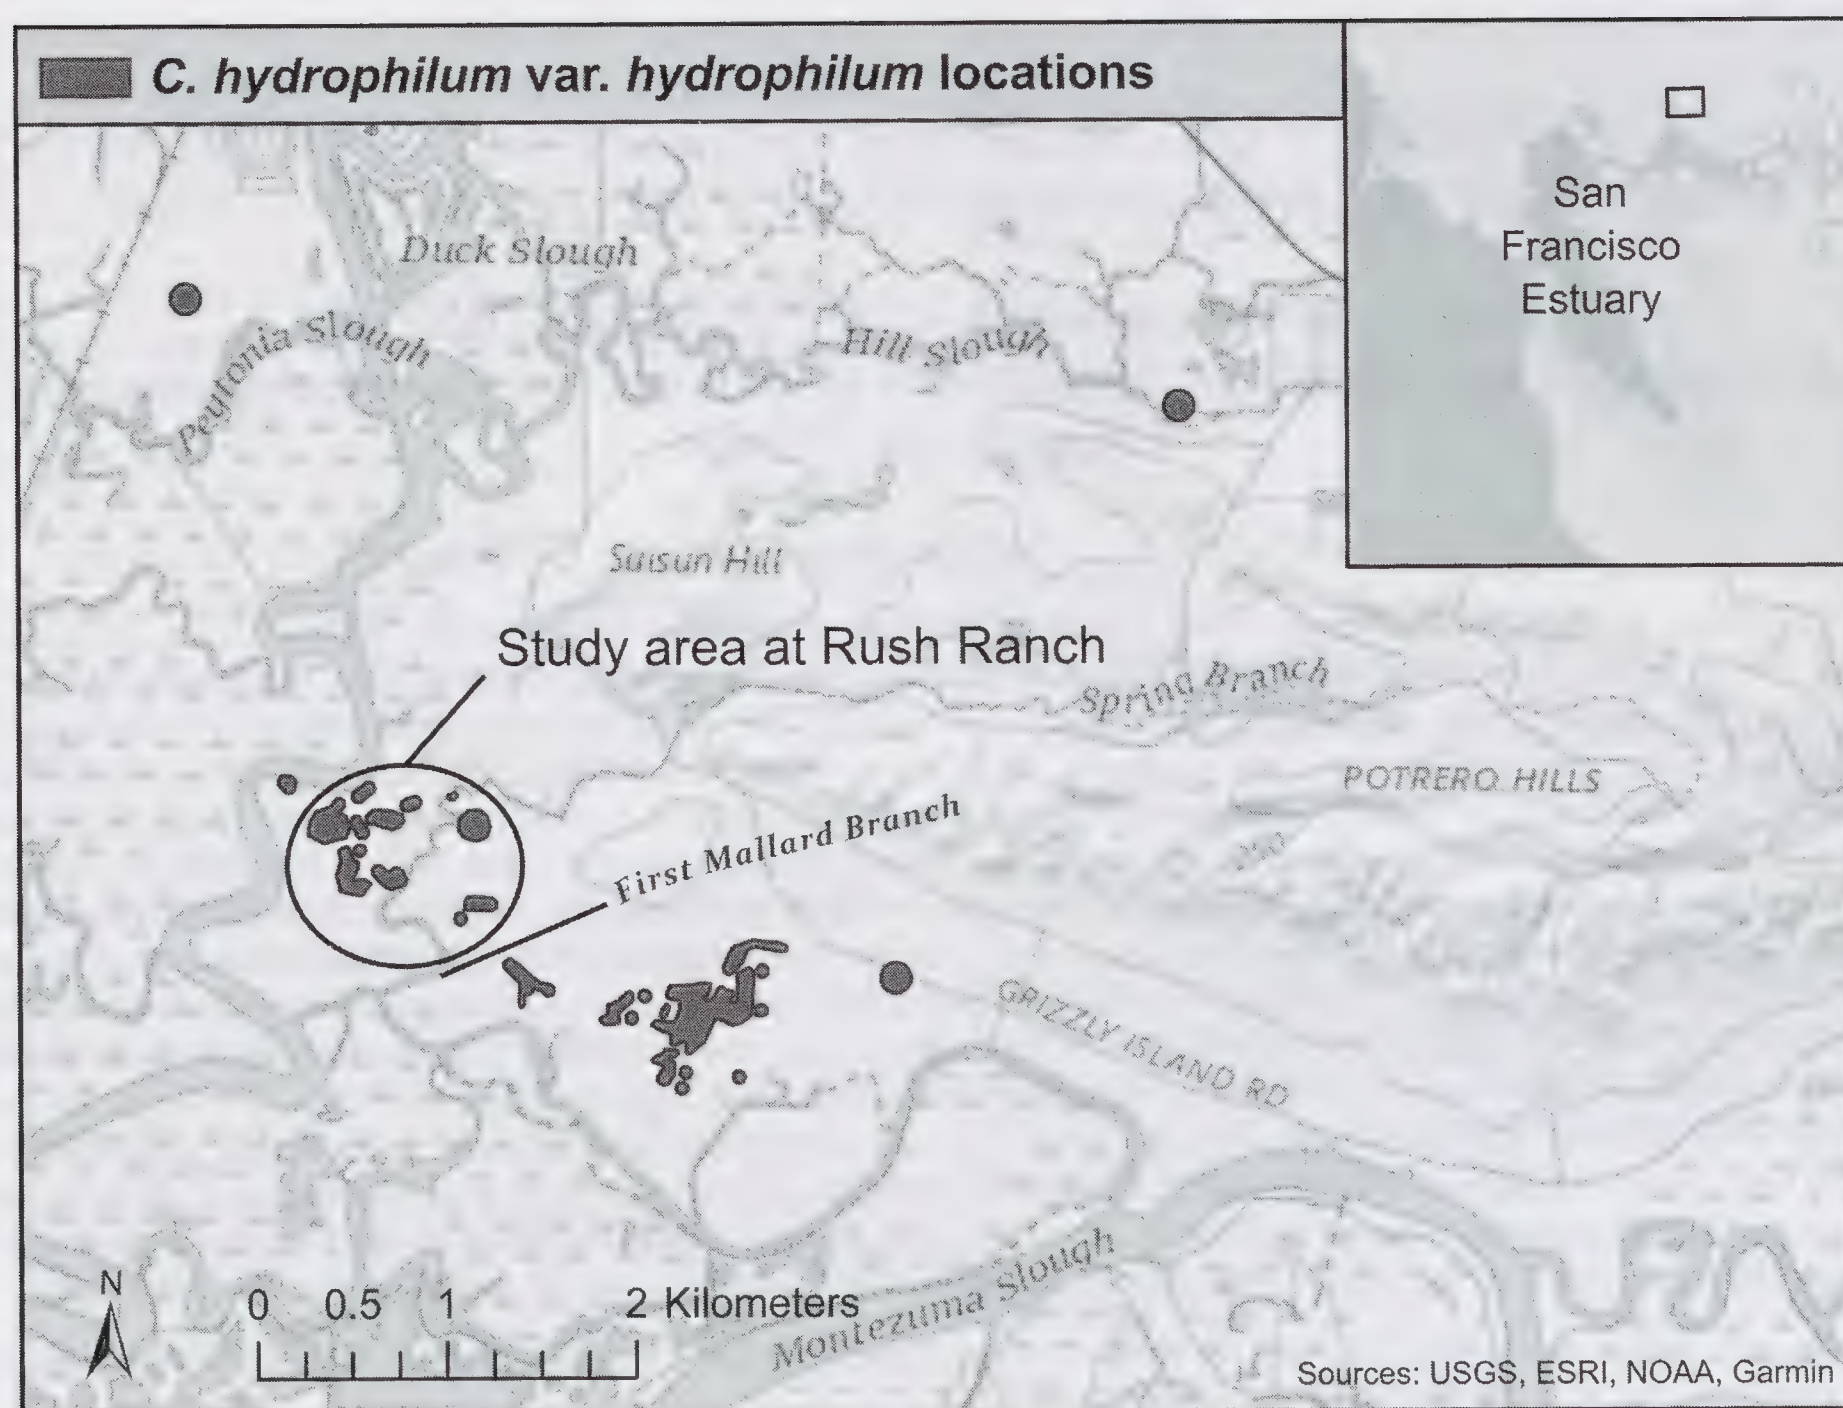 C. hydrophilum var. hydrophilum locations
San
Francisco
Estuary
Duck Slough
Peytonia Slough
Hill Slough
Suisun Hill
Study area at Rush Ranch
Spring Branch
POTRERO HILLS
First Mallard Branch
250
GRIZZLY ISLAND RD
Montezuma Slough
N
0 0.5 1 2 Kilometers
Sources: USGS, ESRI, NOAA, Garmin